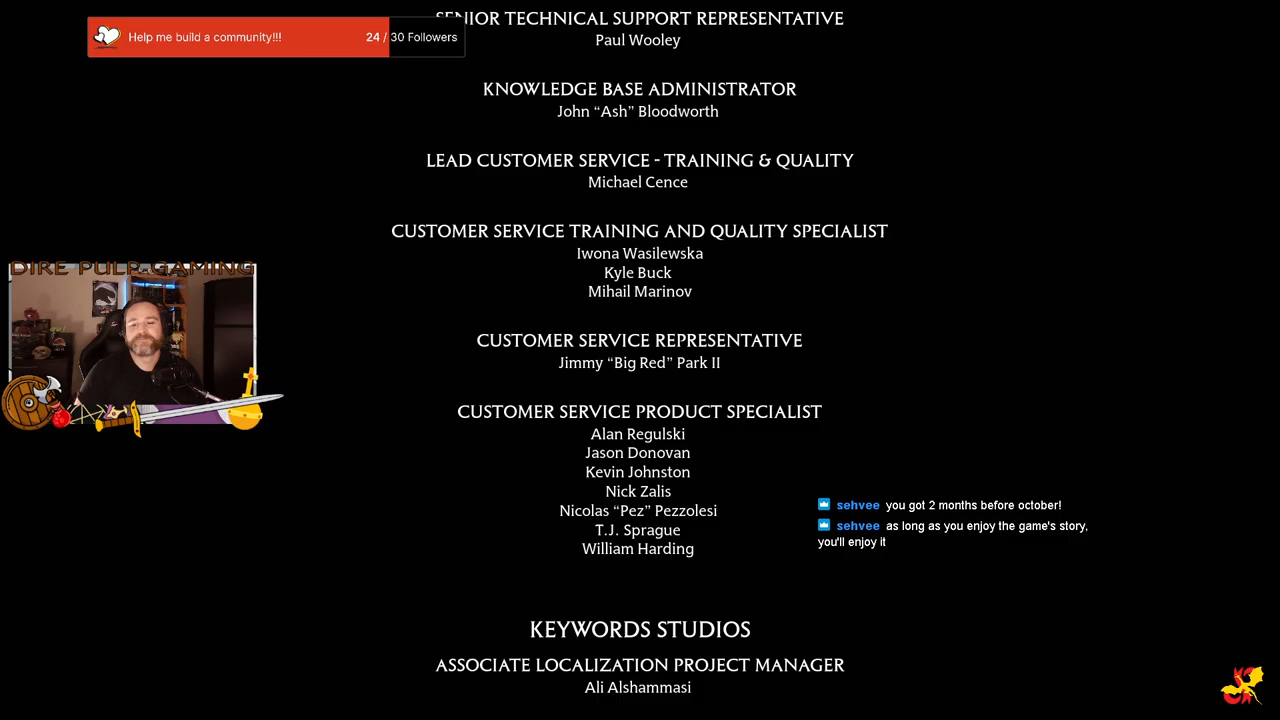 SENIOR TECHNICAL SUPPORT REPRESENTATIVE
Paul Wooley
Help me build a community!!! 24 / 30 Followers
KNOWLEDGE BASE ADMINISTRATOR
John “Ash” Bloodworth
LEAD CUSTOMER SERVICE - TRAINING & QUALITY
Michael Cence
CUSTOMER SERVICE TRAINING AND QUALITY SPECIALIST
Iwona Wasilewska
Kyle Buck
Mihail Marinov
DIRE PULP GAMING
CUSTOMER SERVICE REPRESENTATIVE
Jimmy “Big Red” Park II
CUSTOMER SERVICE PRODUCT SPECIALIST
Alan Regulski
Jason Donovan
Kevin Johnston
Nick Zalis
Nicolas “Pez” Pezzolesi
T.J. Sprague
William Harding
sehvee you got 2 months before october!
sehvee as long as you enjoy the game's story,
you'll enjoy it
KEYWORDS STUDIOS
ASSOCIATE LOCALIZATION PROJECT MANAGER
Ali Alshammasi